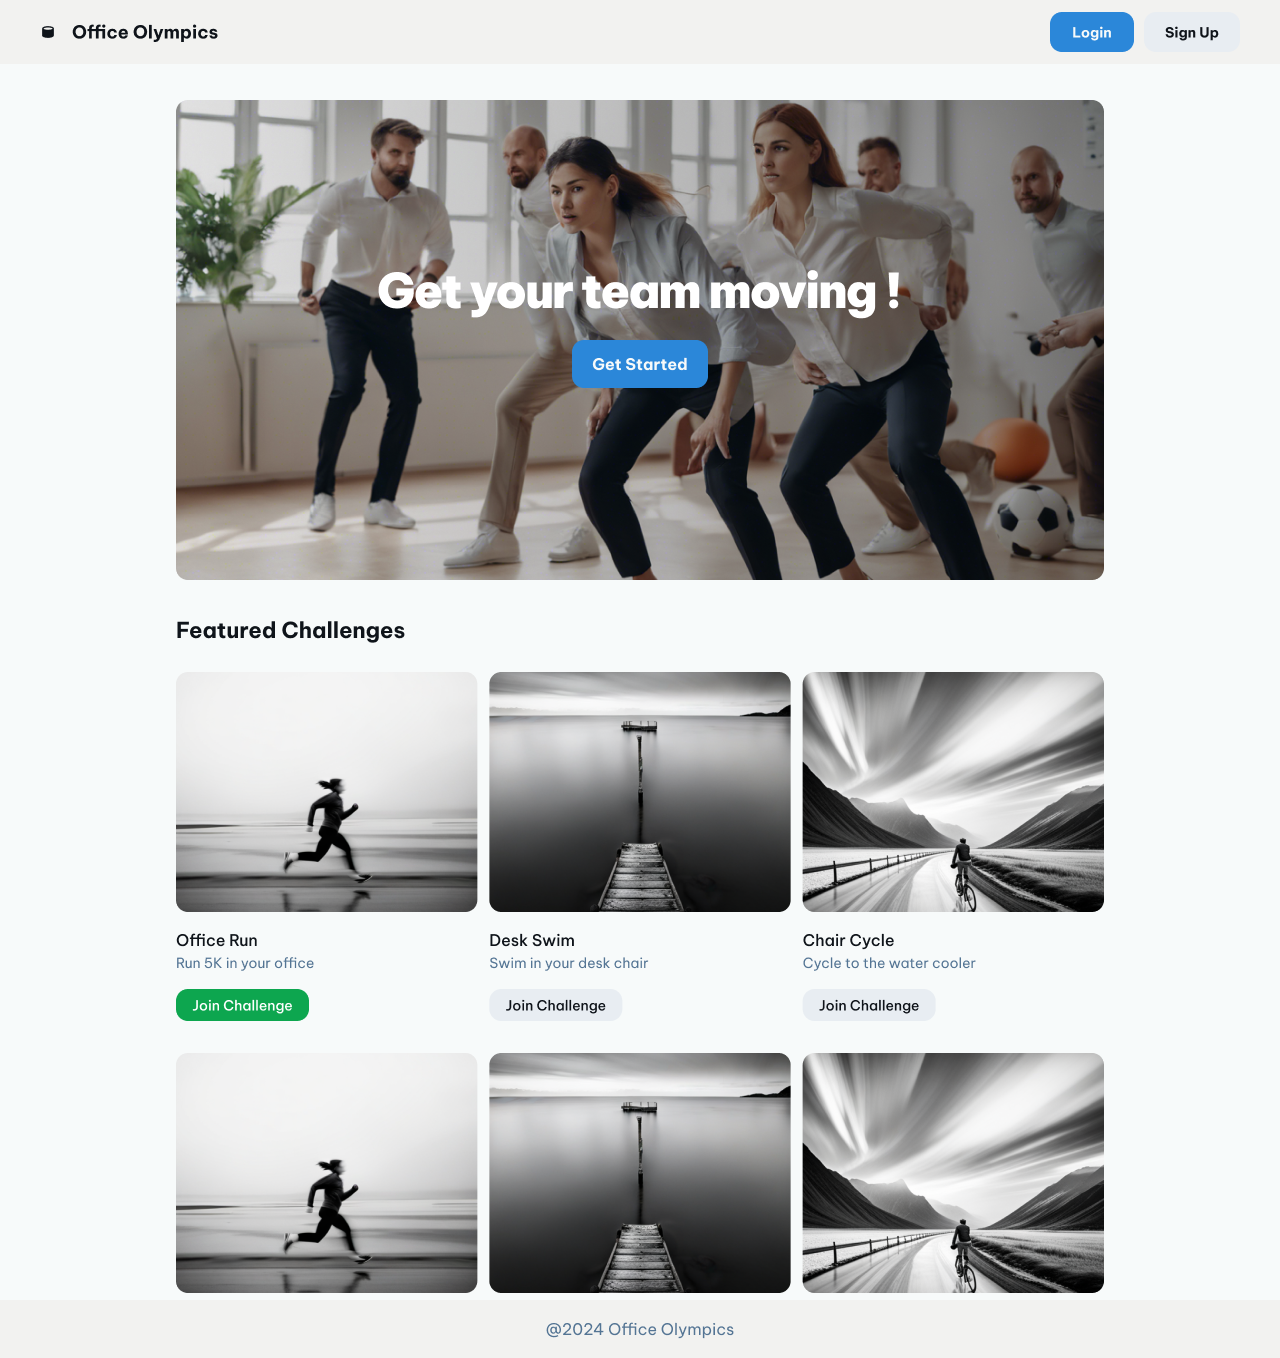 Office Olympics
Login
Sign Up
Get your team moving !
Get Started
Featured Challenges
Office Run
Desk Swim
Chair Cycle
Run 5K in your office
Swim in your desk chair
Cycle to the water cooler
Join Challenge
Join Challenge
Join Challenge
@2024 Office Olympics